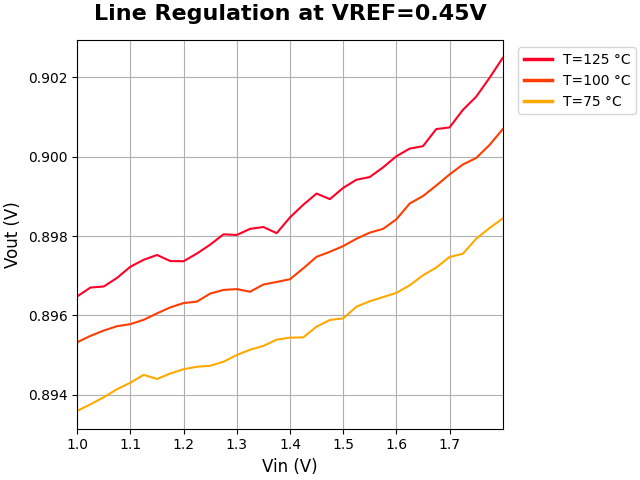 Line Regulation at VREF=0.45V
Vout (V)
0.902
0.900
0.898
0.896
0.894
1.0 1.1 1.2 1.3 1.4 1.5 1.6 1.7
Vin (V)
T=125 °C
T=100 °C
T=75 °C